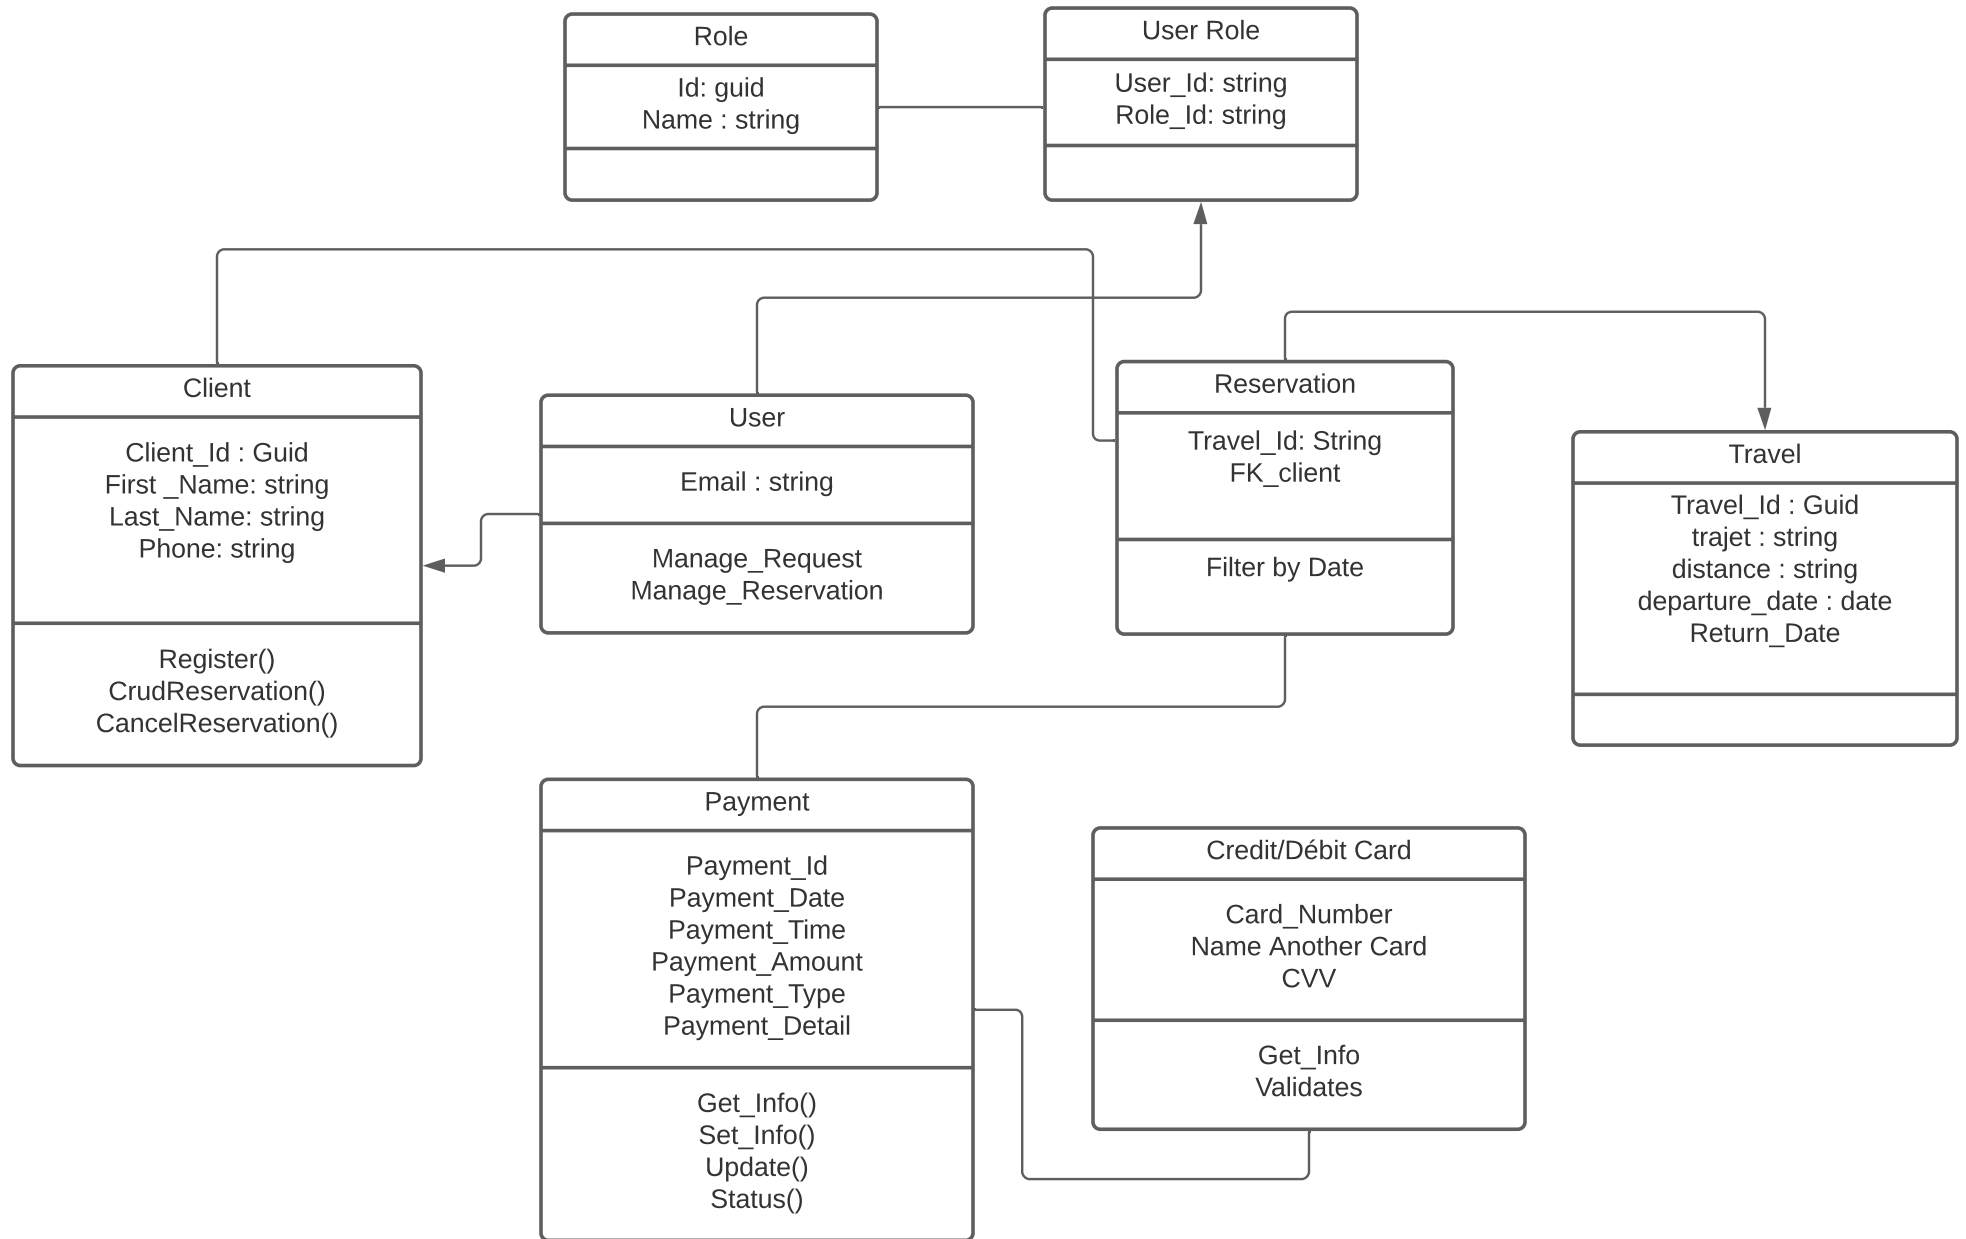 Role
Id: guid
Name : string
User Role
User_Id: string
Role_Id: string
Client
Client_Id : Guid
First _Name: string
Last_Name: string
Phone: string
Register()
CrudReservation()
CancelReservation()
User
Email : string
Manage_Request
Manage_Reservation
Reservation
Travel_Id: String
FK_client
Filter by Date
Travel
Travel_Id : Guid
trajet : string
distance : string
departure_date : date
Return_Date
Payment
Payment_Id
Payment_Date
Payment_Time
Payment_Amount
Payment_Type
Payment_Detail
Get_Info()
Set_Info()
Update()
Status()
Credit/Débit Card
Card_Number
Name Another Card
CVV
Get_Info
Validates